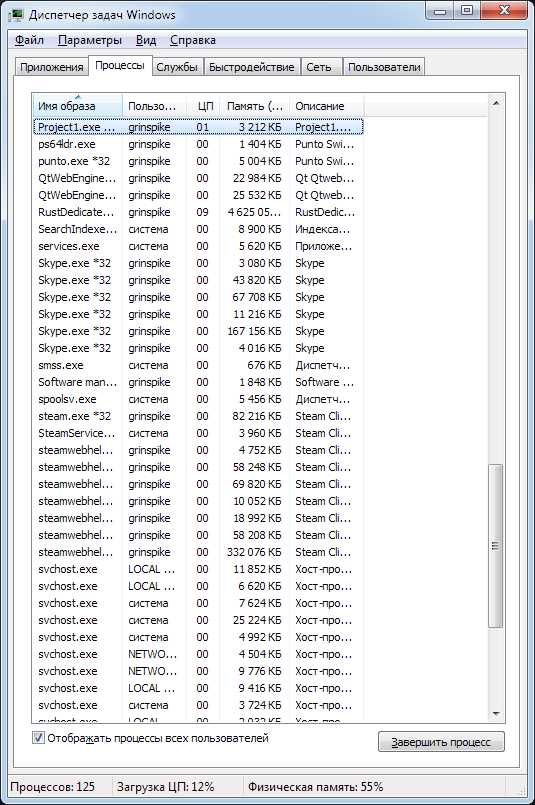 Диспетчер задач Windows
Файл Параметры Вид Справка
Приложения Процессы Службы Быстродействие Сеть Пользователи
Имя образа Пользо... ЦП Память (... Описание
Project1.exe ... grinspike 01 3 212 КБ Project1....
ps64ldr.exe grinspike 00 1 404 КБ Punto Swi...
punto.exe *32 grinspike 00 5 004 КБ Punto Swi...
QtWebEngine... grinspike 00 22 984 КБ Qt Qtweb...
QtWebEngine... grinspike 00 25 532 КБ Qt Qtweb...
RustDedicate... grinspike 09 4 625 05... RustDedic...
SearchIndexe... система 00 8 900 КБ Индекса...
services.exe система 00 5 620 КБ Приложе...
Skype.exe *32 grinspike 00 3 080 КБ Skype
Skype.exe *32 grinspike 00 43 820 КБ Skype
Skype.exe *32 grinspike 00 67 708 КБ Skype
Skype.exe *32 grinspike 00 11 216 КБ Skype
Skype.exe *32 grinspike 00 167 156 КБ Skype
Skype.exe *32 grinspike 00 4 016 КБ Skype
smss.exe система 00 676 КБ Диспетч...
Software man... grinspike 00 1 848 КБ Software ...
spoolsv.exe система 00 5 456 КБ Диспетч...
steam.exe *32 grinspike 00 82 216 КБ Steam Cli...
SteamService... система 00 3 960 КБ Steam Cli...
steamwebhel... grinspike 00 4 752 КБ Steam Cli...
steamwebhel... grinspike 00 58 248 КБ Steam Cli...
steamwebhel... grinspike 00 69 820 КБ Steam Cli...
steamwebhel... grinspike 00 10 052 КБ Steam Cli...
steamwebhel... grinspike 00 18 992 КБ Steam Cli...
steamwebhel... grinspike 00 58 208 КБ Steam Cli...
steamwebhel... grinspike 00 332 076 КБ Steam Cli...
svchost.exe LOCAL ... 00 11 852 КБ Хост-про...
svchost.exe LOCAL ... 00 6 620 КБ Хост-про...
svchost.exe система 00 7 624 КБ Хост-про...
svchost.exe система 00 25 224 КБ Хост-про...
svchost.exe система 00 4 992 КБ Хост-про...
svchost.exe NETWO... 00 4 504 КБ Хост-про...
svchost.exe NETWO... 00 9 776 КБ Хост-про...
svchost.exe LOCAL ... 00 9 416 КБ Хост-про...
svchost.exe система 00 3 724 КБ Хост-про...
svchost.exe LOCAL ... 00 2 032 КБ Хост-про...
Отображать процессы всех пользователей
Завершить процесс
Процессов: 125 Загрузка ЦП: 12% Физическая память: 55%